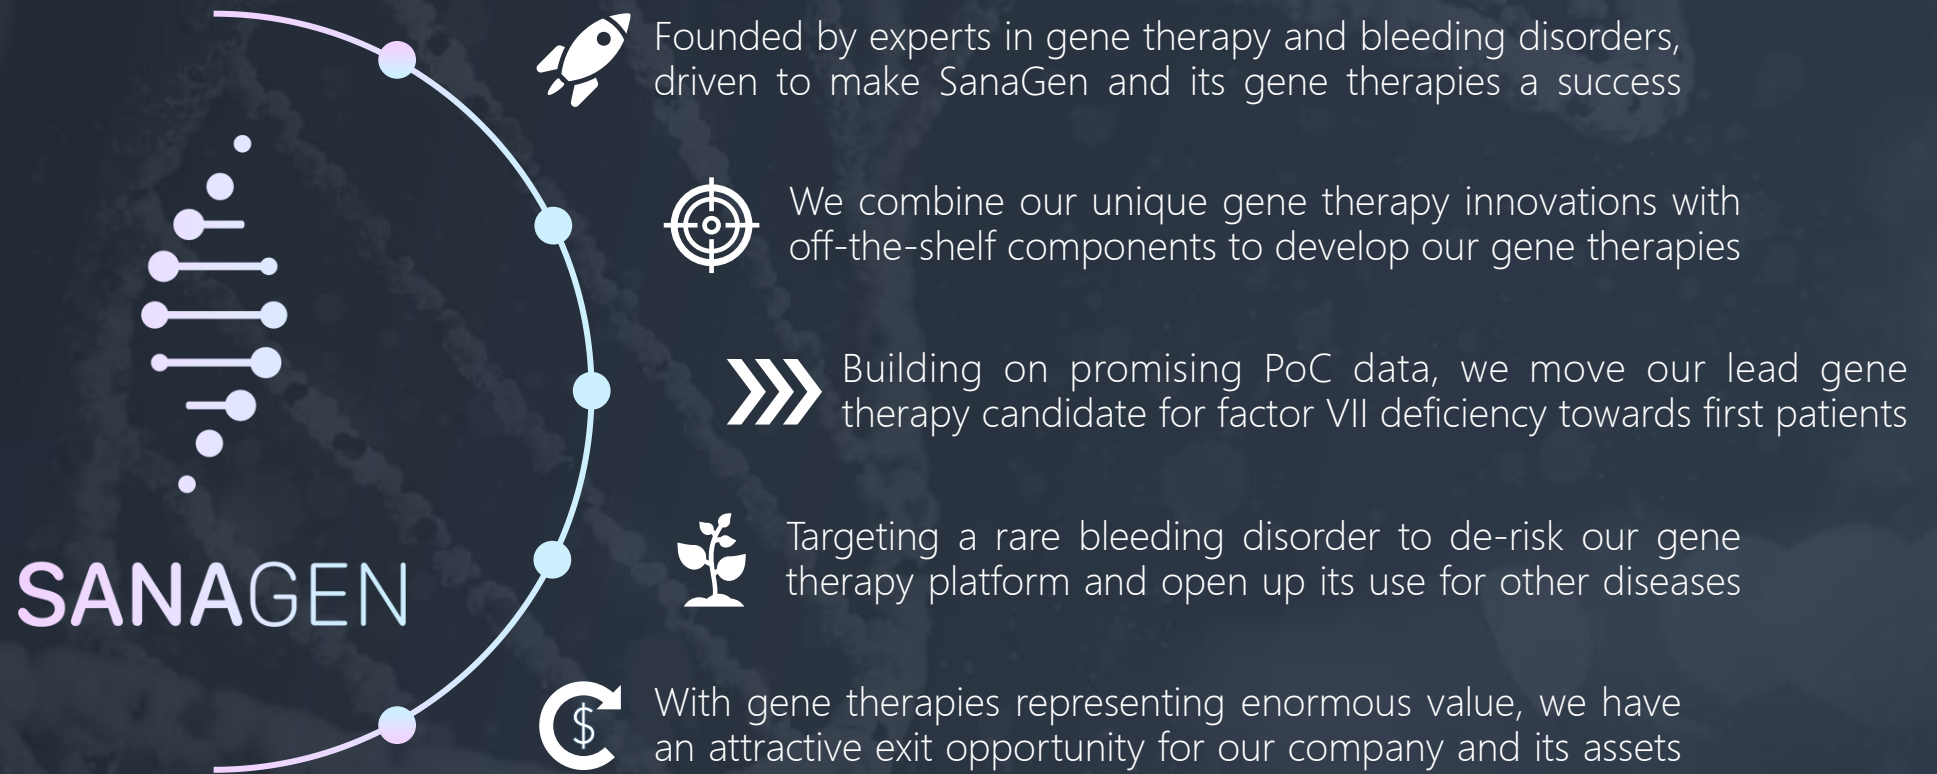 Founded by experts in gene therapy and bleeding disorders,
driven to make SanaGen and its gene therapies a success
We combine our unique gene therapy innovations with
off-the-shelf components to develop our gene therapies
Building on promising PoC data, we move our lead gene
therapy candidate for factor VII deficiency towards first patients
Targeting a rare bleeding disorder to de-risk our gene
therapy platform and open up its use for other diseases
SANAGEN
With gene therapies representing enormous value, we have
an attractive exit opportunity for our company and its assets
$